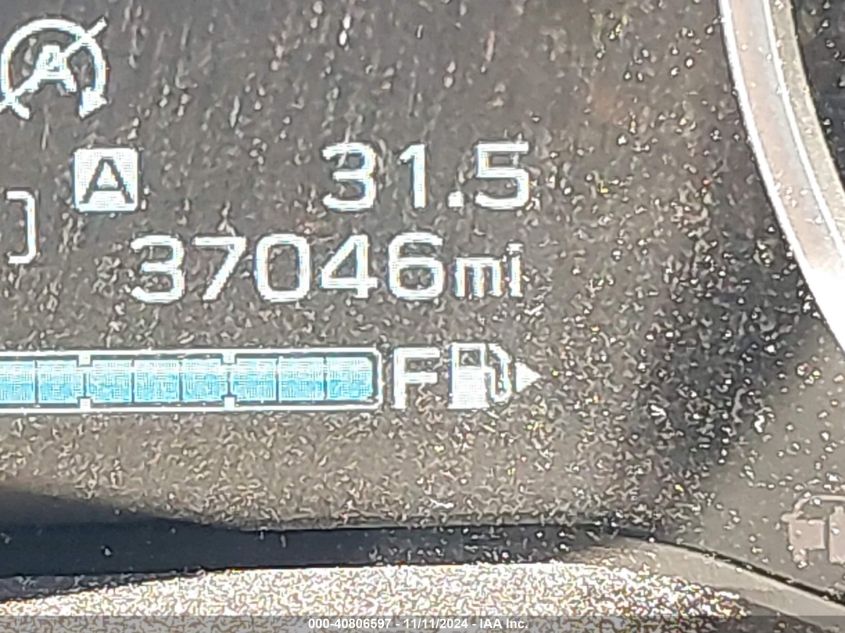 A
A 31.5
37046mi
F
000-40806597 - 11/11/2024 - IAA Inc.